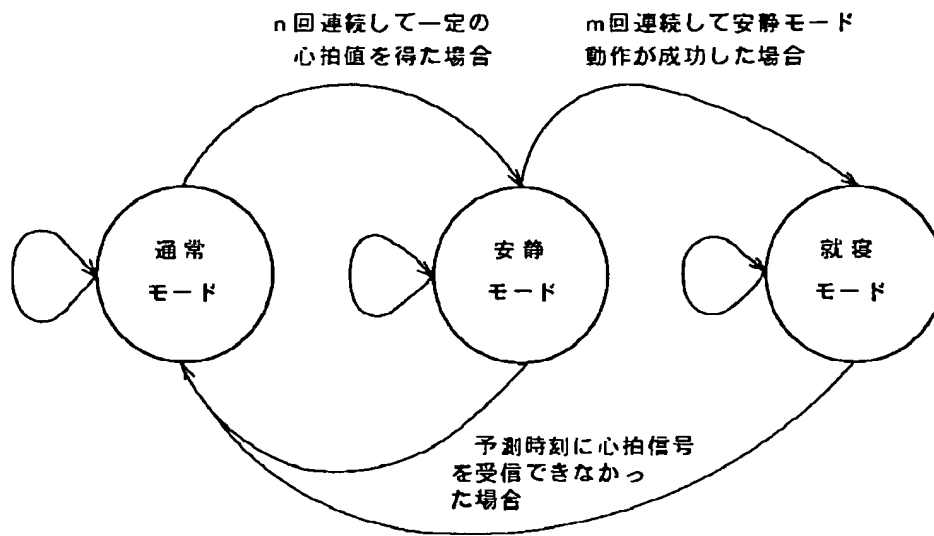 n回連続して一定の
心拍値を得た場合
m回連続して安静モード
動作が成功した場合
通常
モード
安静
モード
就寝
モード
予測時刻に心拍信号
を受信できなかっ
た場合